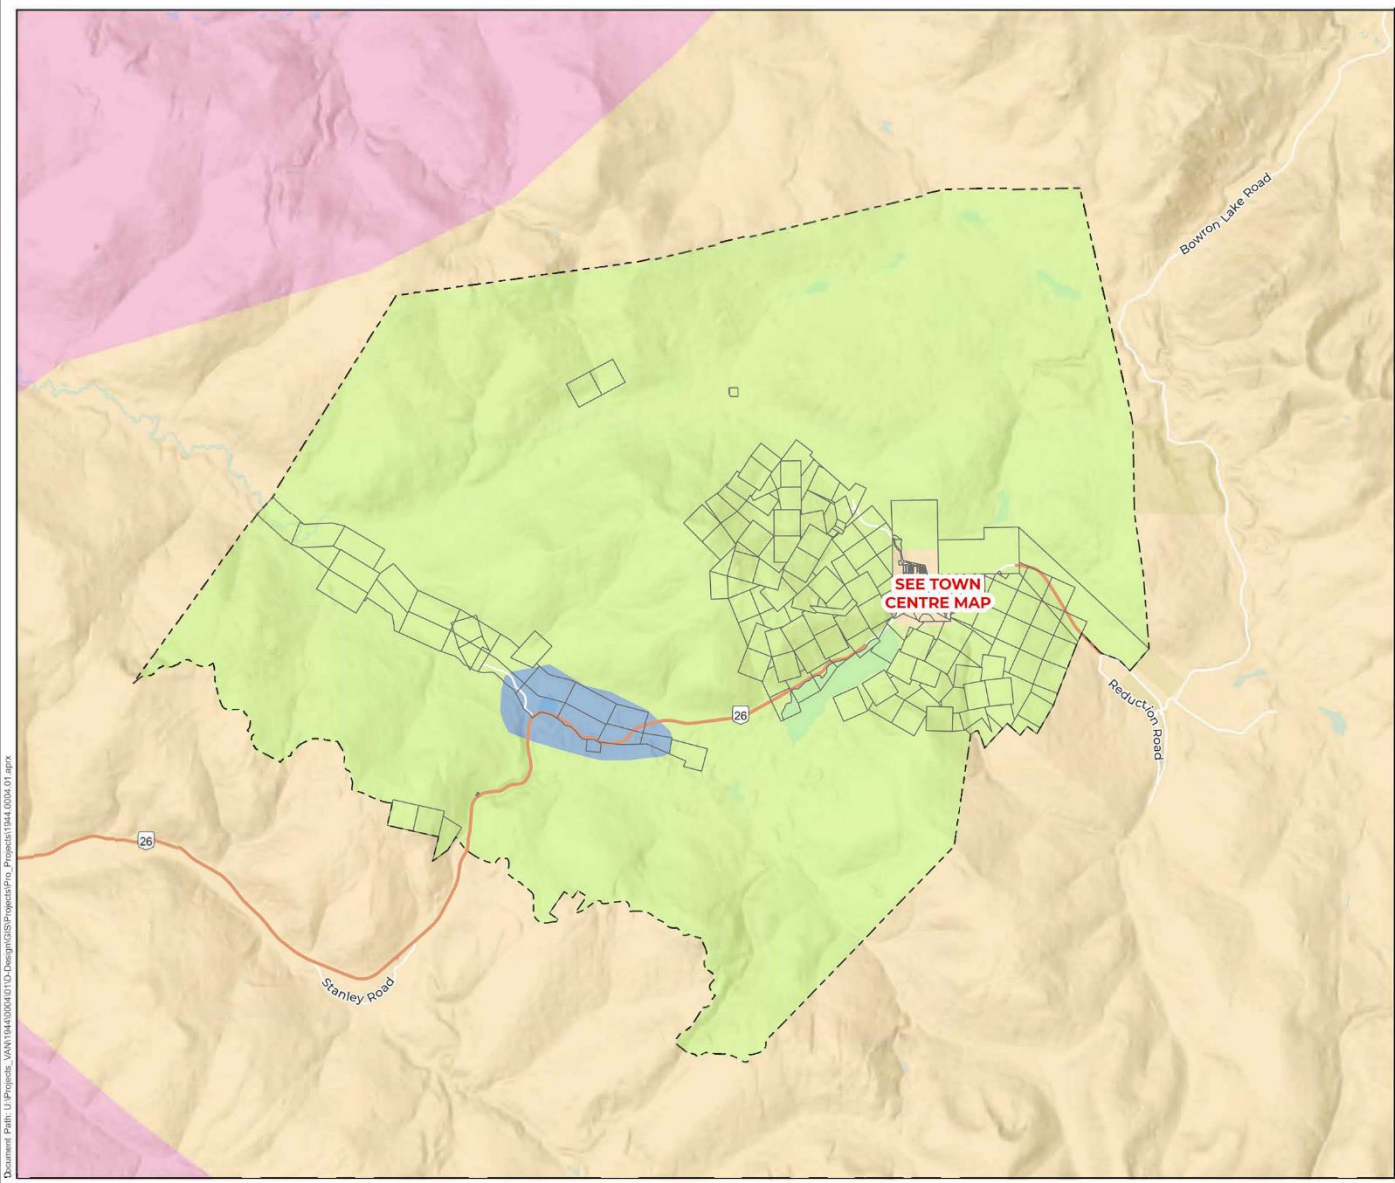 Bowron Lake Road
SEE TOWN
CENTRE MAP
26
Reduction Road
26
Stanley Road
Document Path: U:\Projects_VAN\1944\0004\01\D-Design\GIS\Projects\Pro_Projects\1944.0004.01.aprx